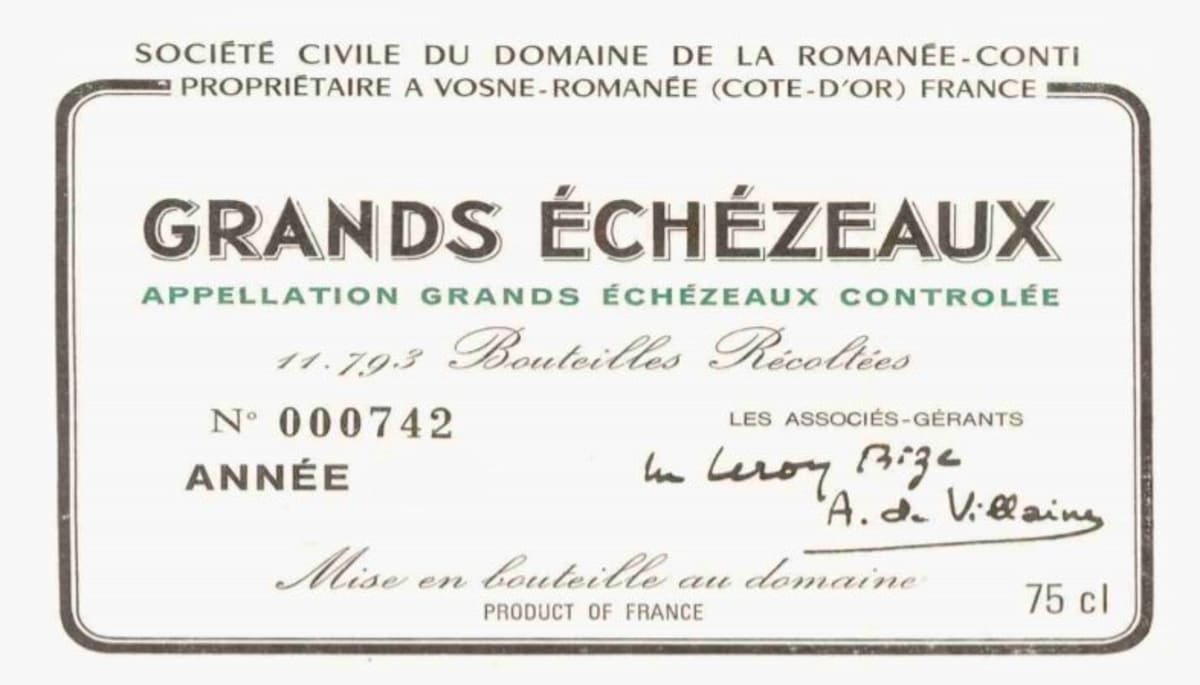 SOCIÉTÉ CIVILE DU DOMAINE DE LA ROMANÉE-CONTI
PROPRIÉTAIRE A VOSNE-ROMANÉE (COTE-D'OR) FRANCE
GRANDS ÉCHÉZEAUX
APPELLATION GRANDS ÉCHÉZEAUX CONTROLÉE
11.793 Bouteilles Récoltées
N° 000742
LES ASSOCIÉS-GÉRANTS
ANNÉE
Leroy Bize
A. de Villaine
Mise en bouteille au domaine
PRODUCT OF FRANCE
75 cl